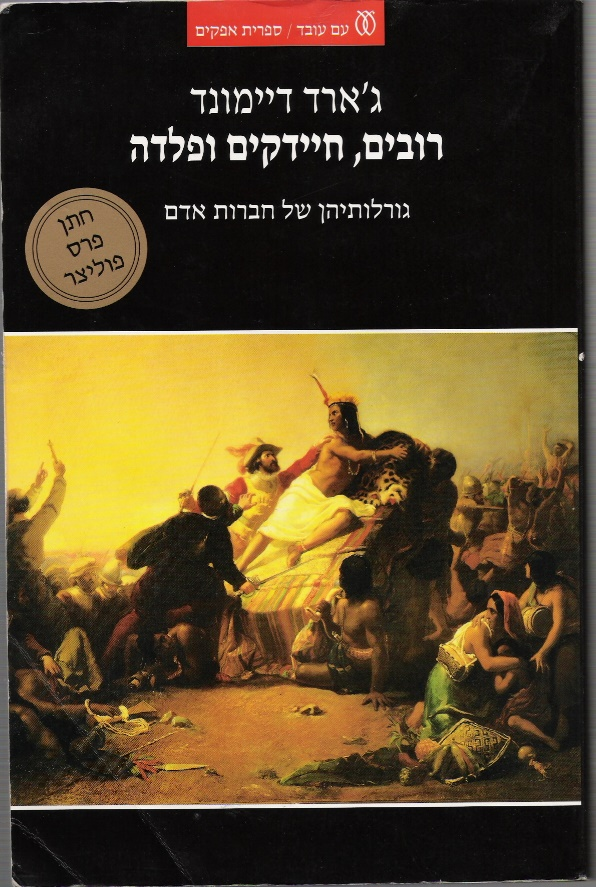 עם עובד / ספרית אפקים
ג'ארד דיימונד
רובים, חיידקים ופלדה
גורלותיהן של חברות אדם
חתן
פרס
פוליצר